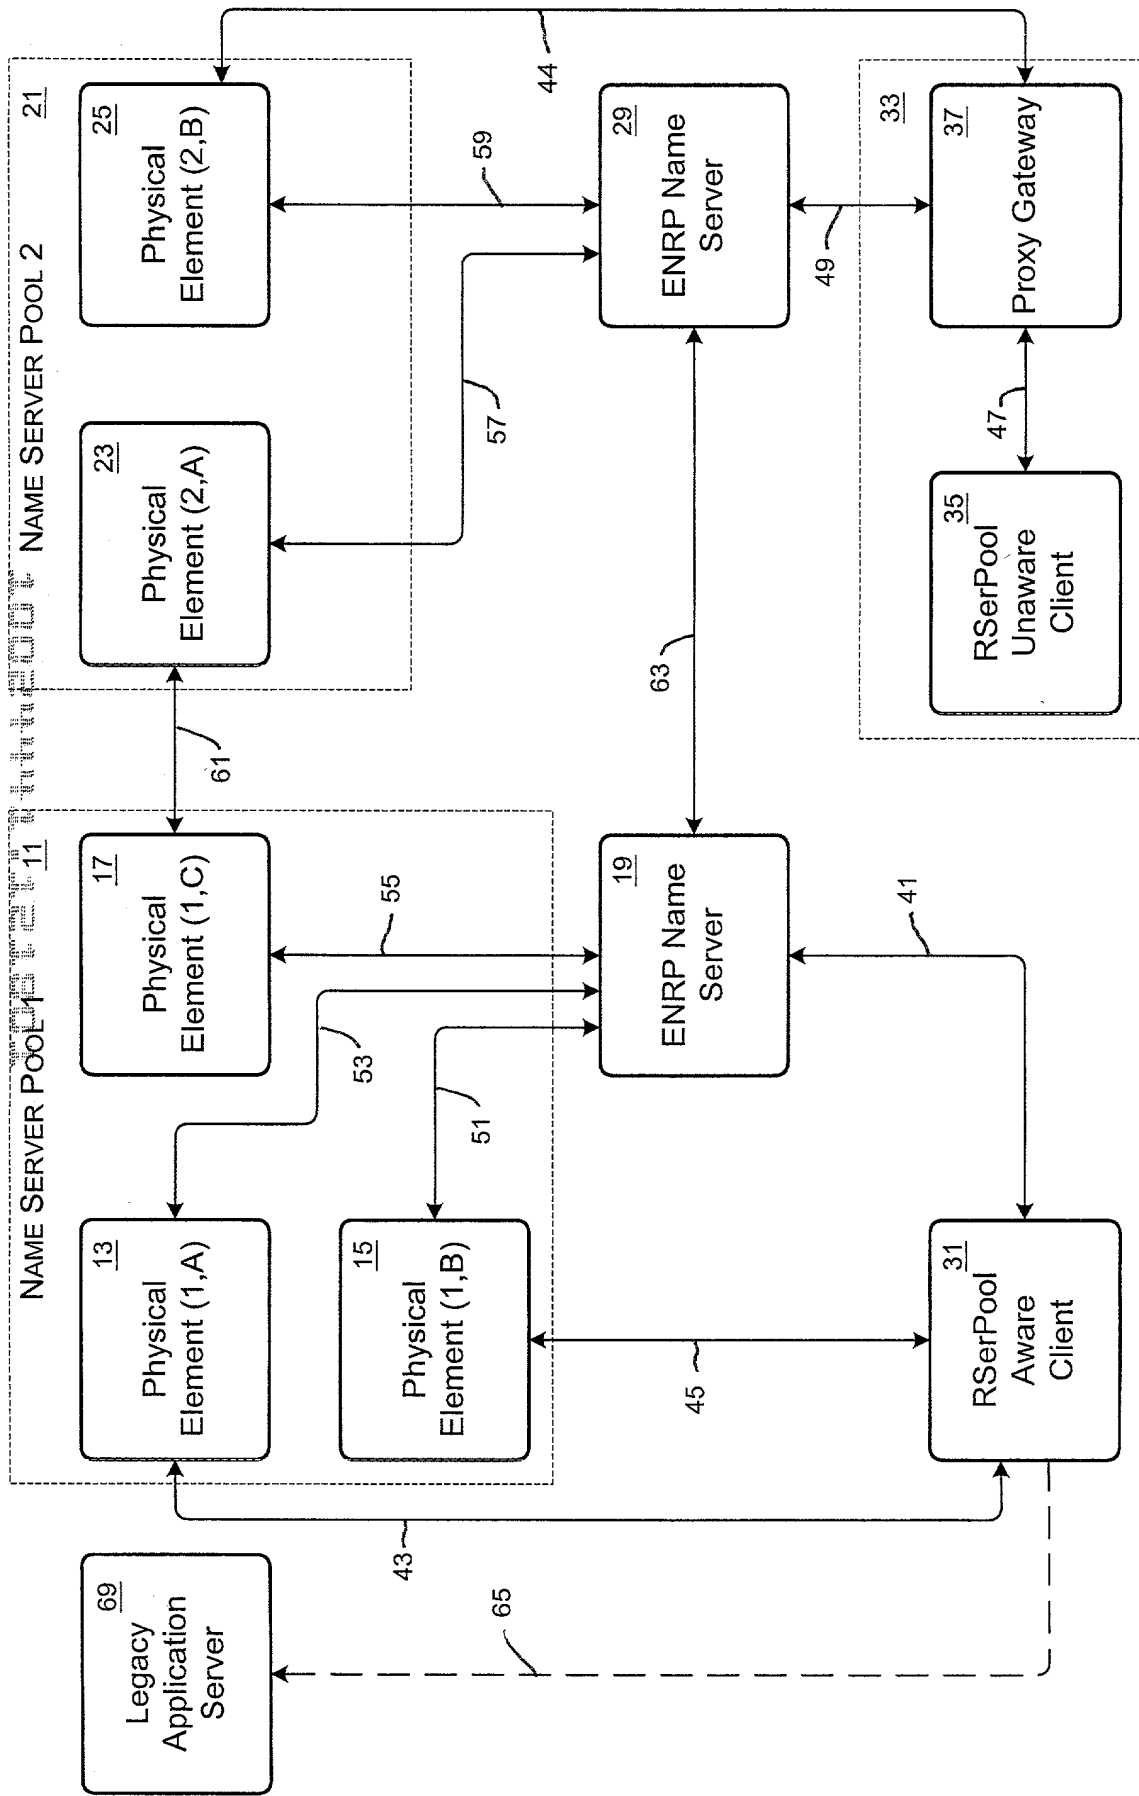 NAME SERVER POOL 1
11
NAME SERVER POOL 2
21
69
Legacy
Application
Server
13
Physical
Element (1,A)
17
Physical
Element (1,C)
61
23
Physical
Element (2,A)
25
Physical
Element (2,B)
44
15
Physical
Element (1,B)
53
51
55
57
59
43
45
19
ENRP Name
Server
63
29
ENRP Name
Server
65
41
49
33
31
RSerPool
Aware
Client
35
RSerPool
Unaware
Client
47
37
Proxy Gateway